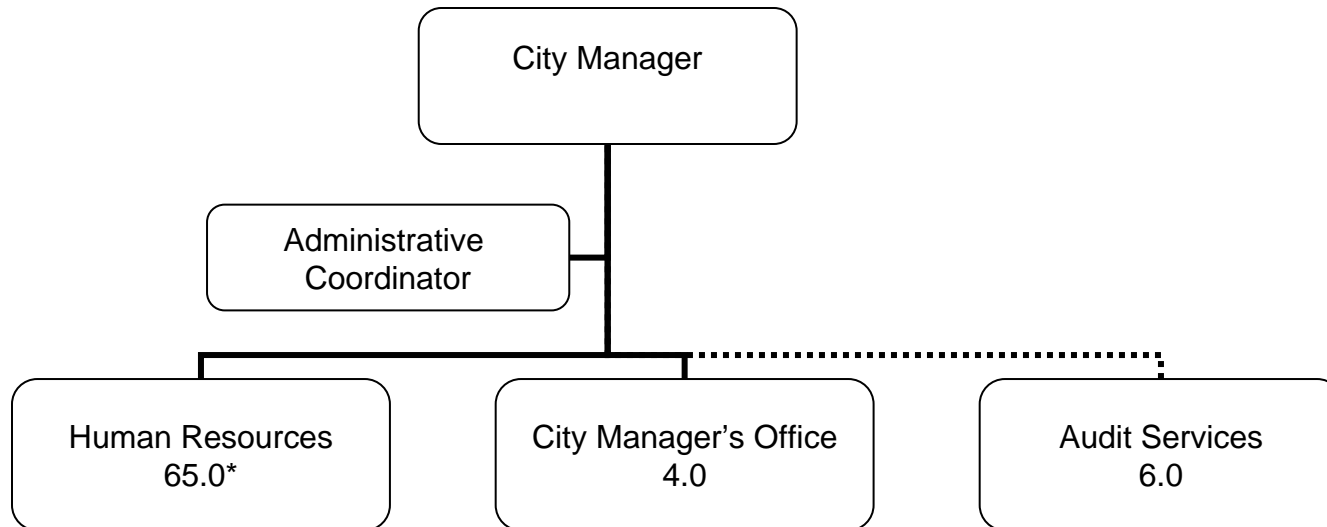 City Manager
Administrative
Coordinator
Human Resources
65.0*
City Manager’s Office
4.0
Audit Services
6.0